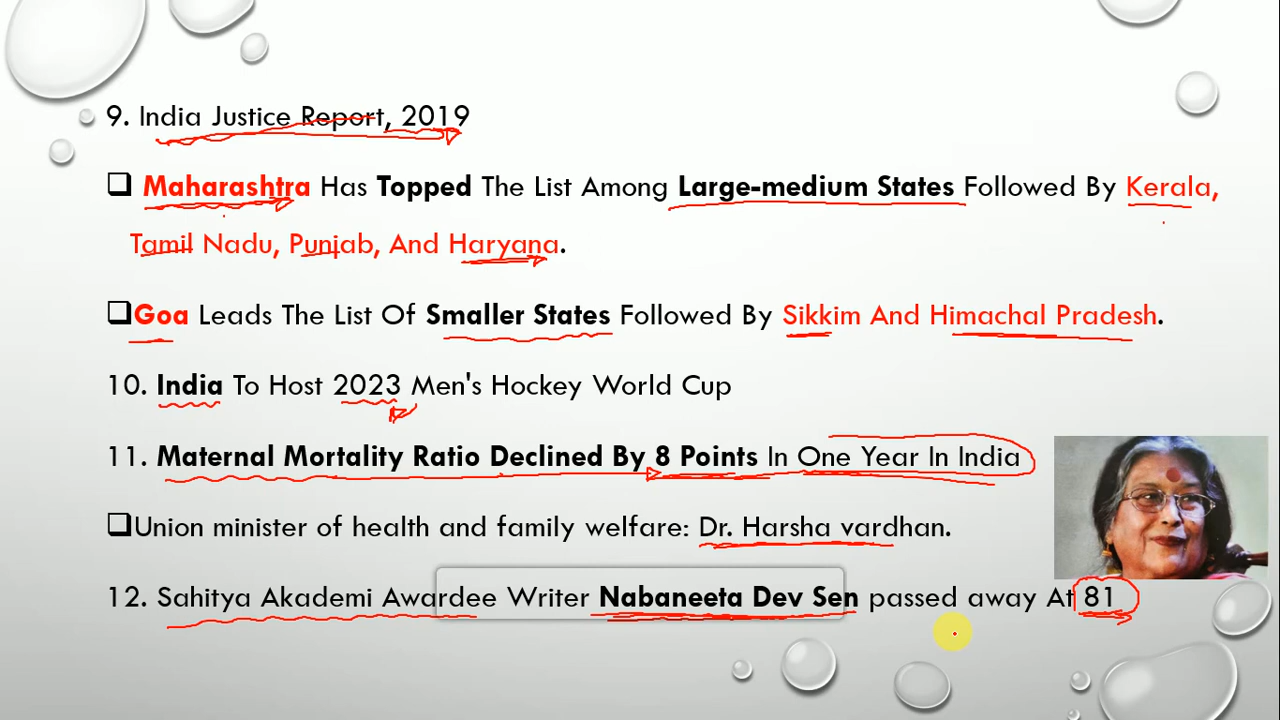 9. India Justice Report, 2019
❑ Maharashtra Has Topped The List Among Large-medium States Followed By Kerala,
Tamil Nadu, Punjab, And Haryana.
❑Goa Leads The List Of Smaller States Followed By Sikkim And Himachal Pradesh.
10. India To Host 2023 Men's Hockey World Cup
11. Maternal Mortality Ratio Declined By 8 Points In One Year In India
❑Union minister of health and family welfare: Dr. Harsha vardhan.
12. Sahitya Akademi Awardee Writer Nabaneeta Dev Sen passed away At 81